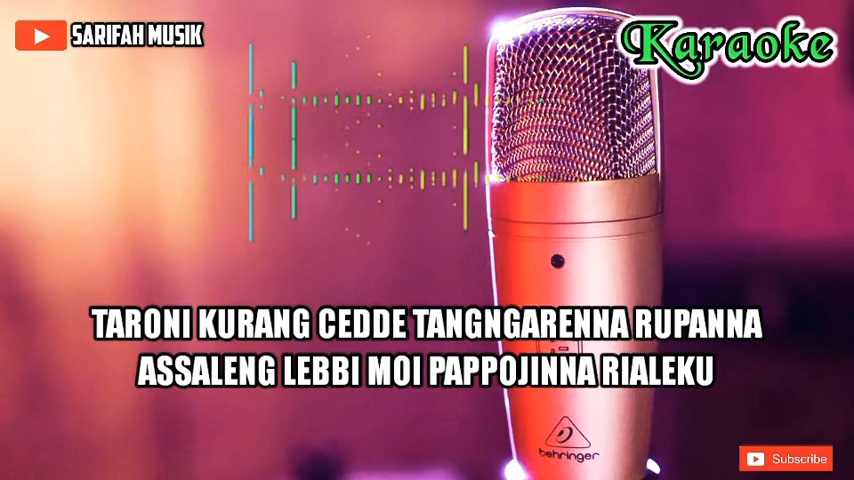 SARIFAH MUSIK
Karaoke
TARONI KURANG CEDDE TANGNGARENNA RUPANNA
ASSALENG LEBBI MOI PAPPOJINNA RIALEKU
behringer
Subscribe